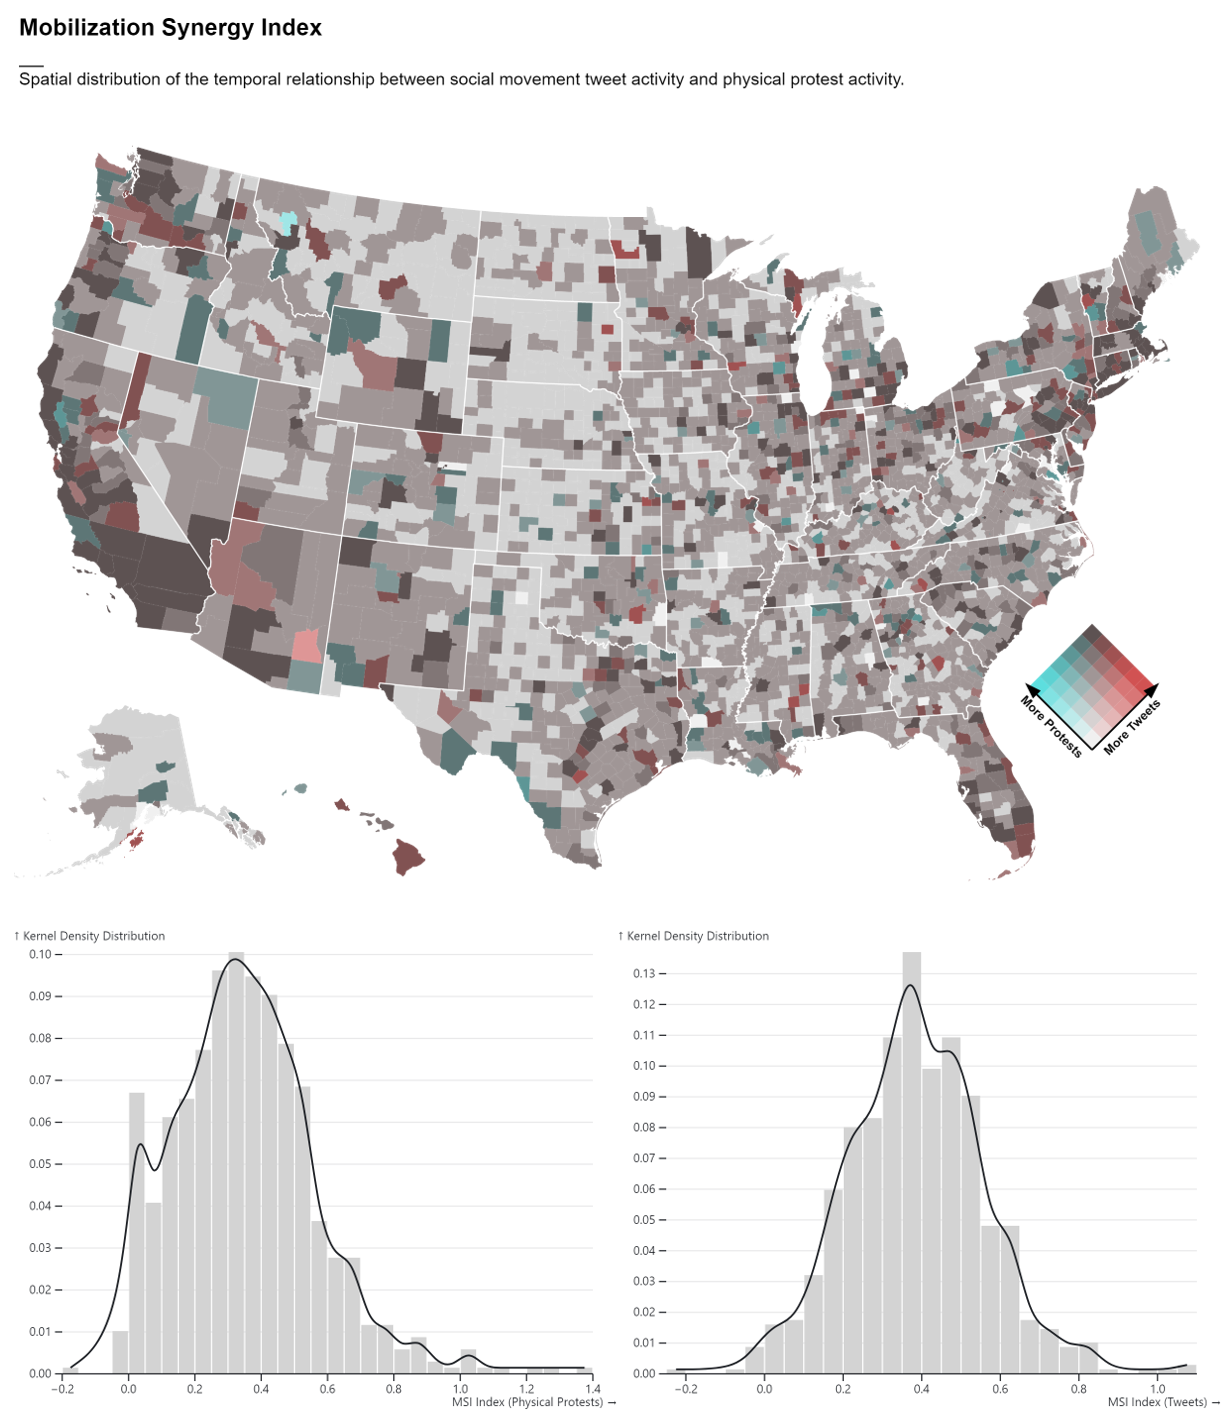 Mobilization Synergy Index
Spatial distribution of the temporal relationship between social movement tweet activity and physical protest activity.
More Protests
More Tweets
↑ Kernel Density Distribution
0.10
0.09
0.08
0.07
0.06
0.05
0.04
0.03
0.02
0.01
0.00
−0.2 0.0 0.2 0.4 0.6 0.8 1.0 1.2 1.4
MSI Index (Physical Protests) →
↑ Kernel Density Distribution
0.13
0.12
0.11
0.10
0.09
0.08
0.07
0.06
0.05
0.04
0.03
0.02
0.01
0.00
−0.2 0.0 0.2 0.4 0.6 0.8 1.0
MSI Index (Tweets) →